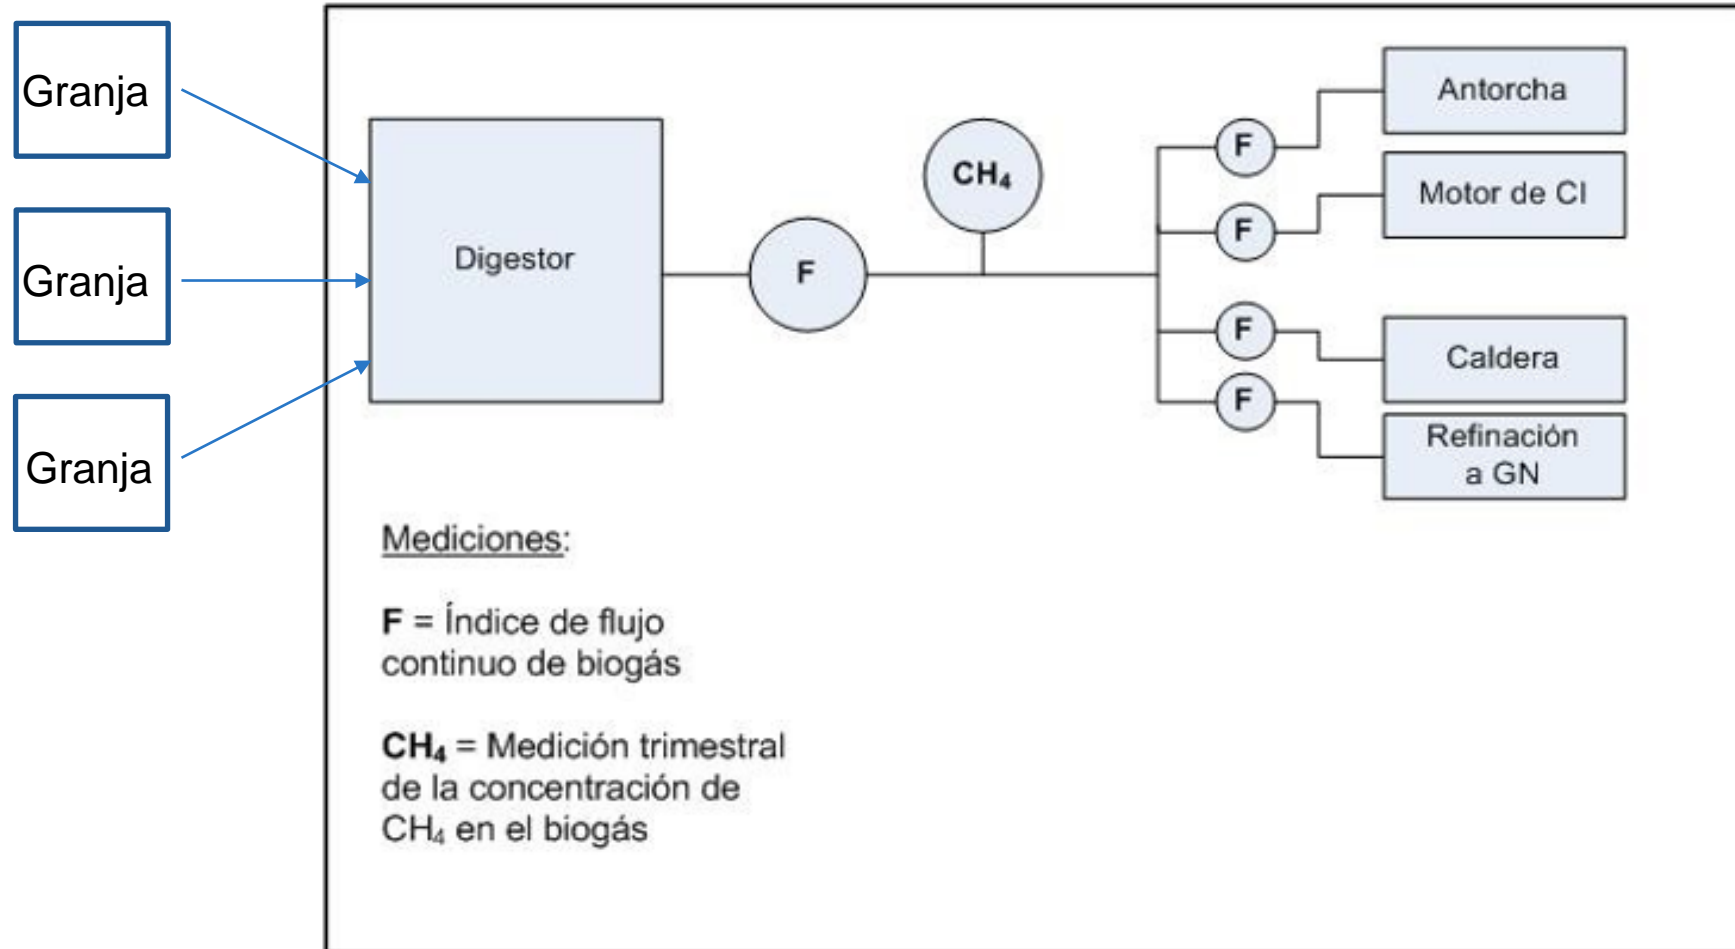 Granja
Granja
Granja
Digestor
F
CH₄
F
F
F
F
Antorcha
Motor de CI
Caldera
Refinación
a GN
Mediciones:
F = Índice de flujo
continuo de biogás
CH₄ = Medición trimestral
de la concentración de
CH₄ en el biogás